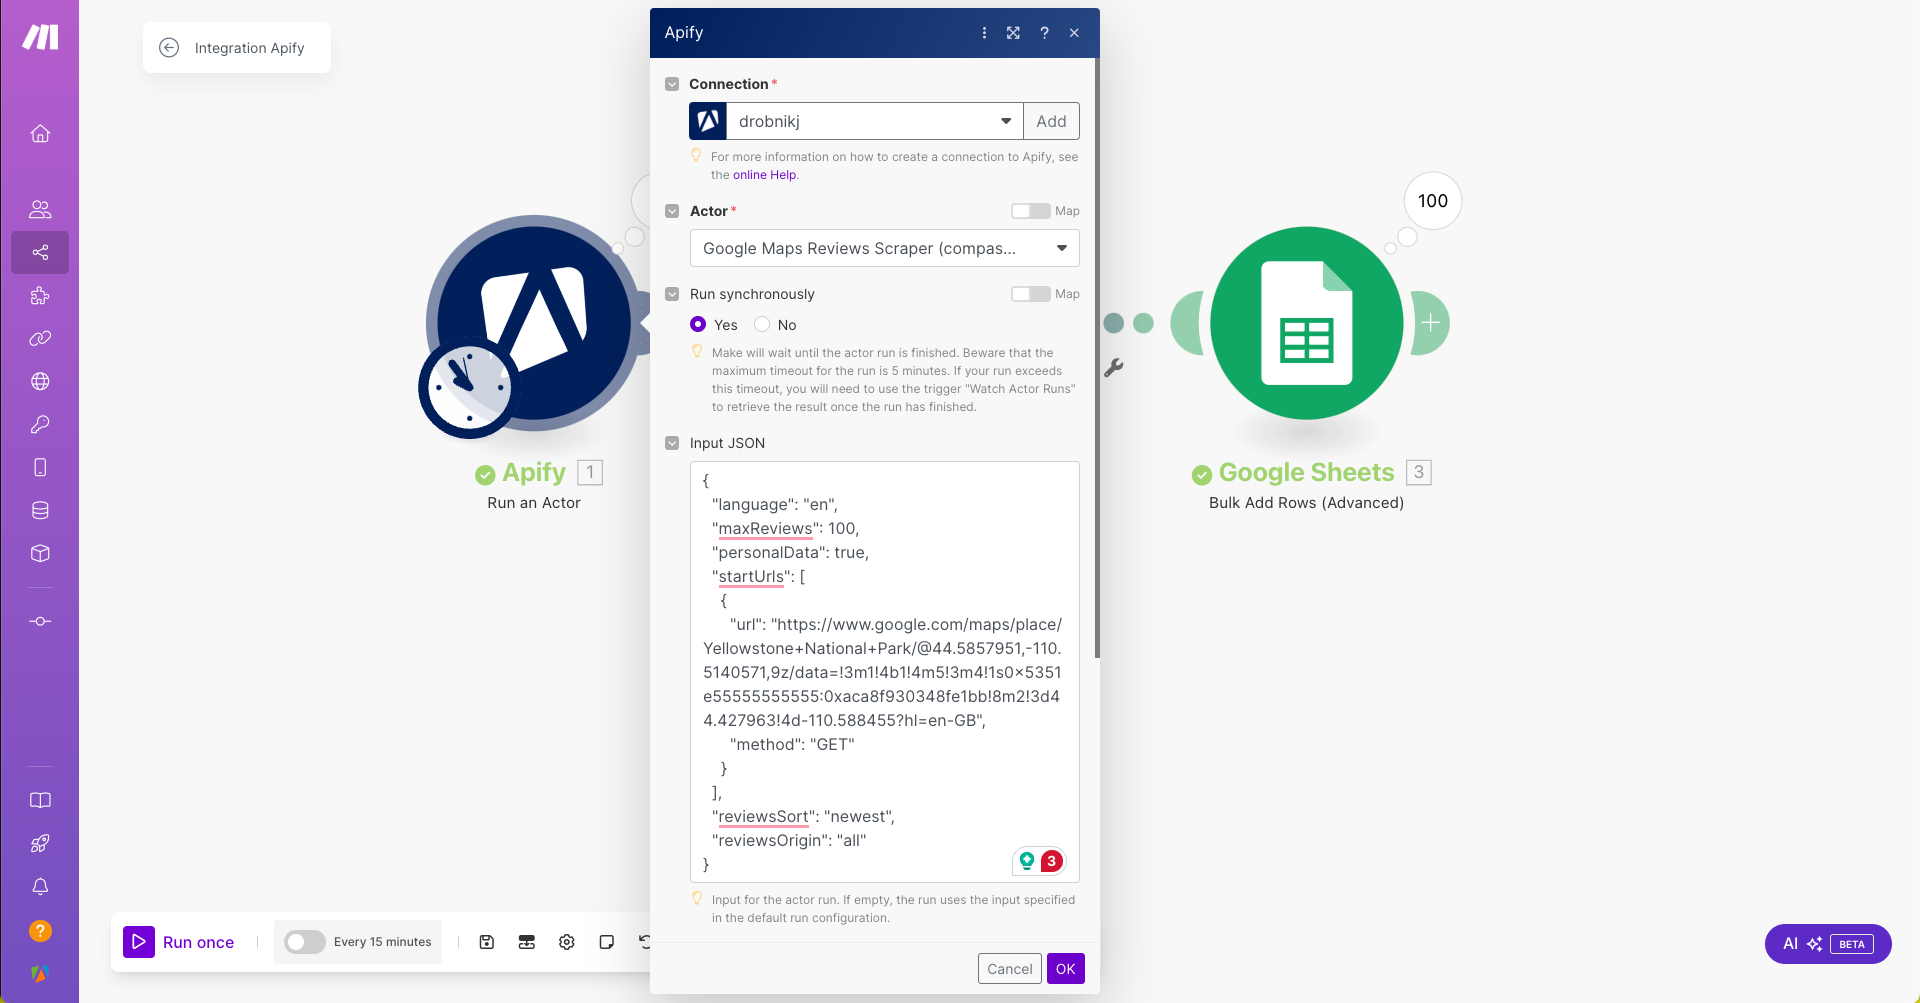 Integration Apify
Apify
?
Connection*
drobnikj
Add
For more information on how to create a connection to Apify, see
the online Help.
Actor*
Map
Google Maps Reviews Scraper (compas...
Run synchronously
Map
Yes
No
Make will wait until the actor run is finished. Beware that the
maximum timeout for the run is 5 minutes. If your run exceeds
this timeout, you will need to use the trigger "Watch Actor Runs"
to retrieve the result once the run has finished.
Input JSON
{
"language": "en",
"maxReviews": 100,
"personalData": true,
"startUrls": [
{
"url": "https://www.google.com/maps/place/
Yellowstone+National+Park/@44.5857951,-110.
5140571,9z/data=!3m1!4b1!4m5!3m4!1s0×5351
e55555555555:0xaca8f930348fe1bb!8m2!3d4
4.427963!4d-110.588455?hl=en-GB",
"method": "GET"
}
],
"reviewsSort": "newest",
"reviewsOrigin": "all"
}
3
Input for the actor run. If empty, the run uses the input specified
in the default run configuration.
Cancel
OK
Apify
1
Run an Actor
100
Google Sheets
3
Bulk Add Rows (Advanced)
Run once
Every 15 minutes
?
AI
BETA